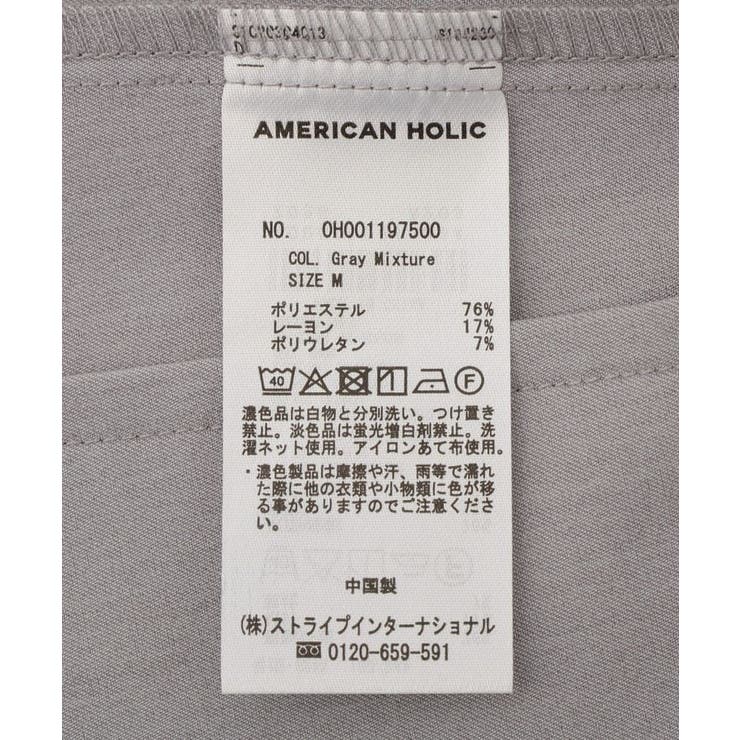 AMERICAN HOLIC
NO. 0H001197500
COL. Gray Mixture
SIZE M
ポリエステル 76%
レーヨン 17%
ポリウレタン 7%
40 F
濃色品は白物と分別洗い。つけ置き
禁止。淡色品は蛍光増白剤禁止。洗
濯ネット使用。アイロンあて布使用。
・濃色製品は摩擦や汗、雨等で濡れ
た際に他の衣類や小物類に色が移
る事がありますのでご注意くださ
い。
中国製
(株)ストライプインターナショナル
0120-659-591